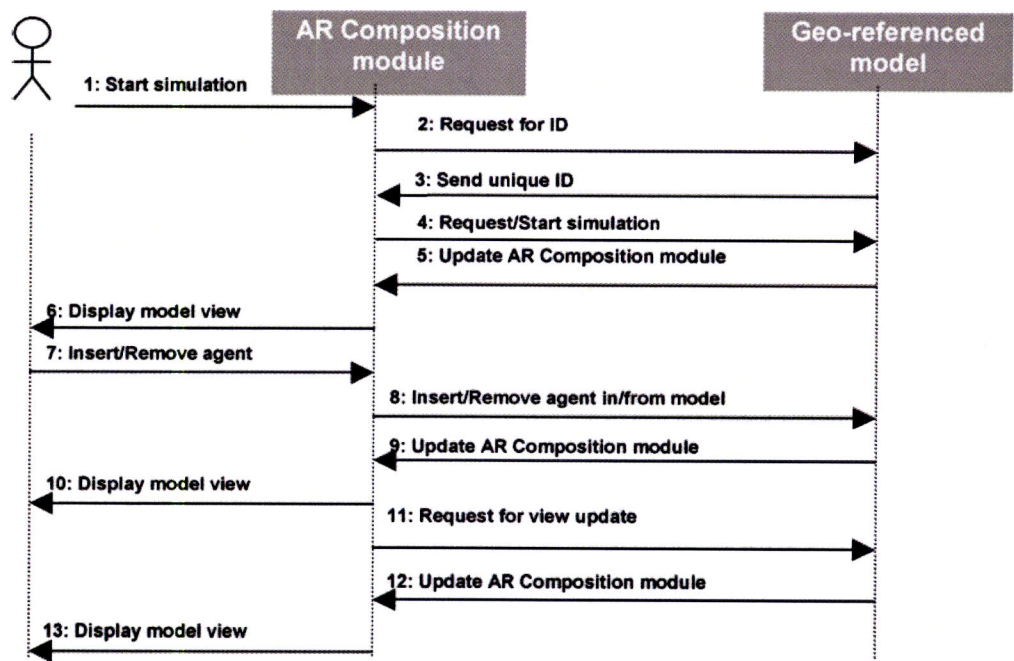 AR Composition
module
Geo-referenced
model
1: Start simulation
2: Request for ID
3: Send unique ID
4: Request/Start simulation
5: Update AR Composition module
6: Display model view
7: Insert/Remove agent
8: Insert/Remove agent in/from model
9: Update AR Composition module
10: Display model view
11: Request for view update
12: Update AR Composition module
13: Display model view